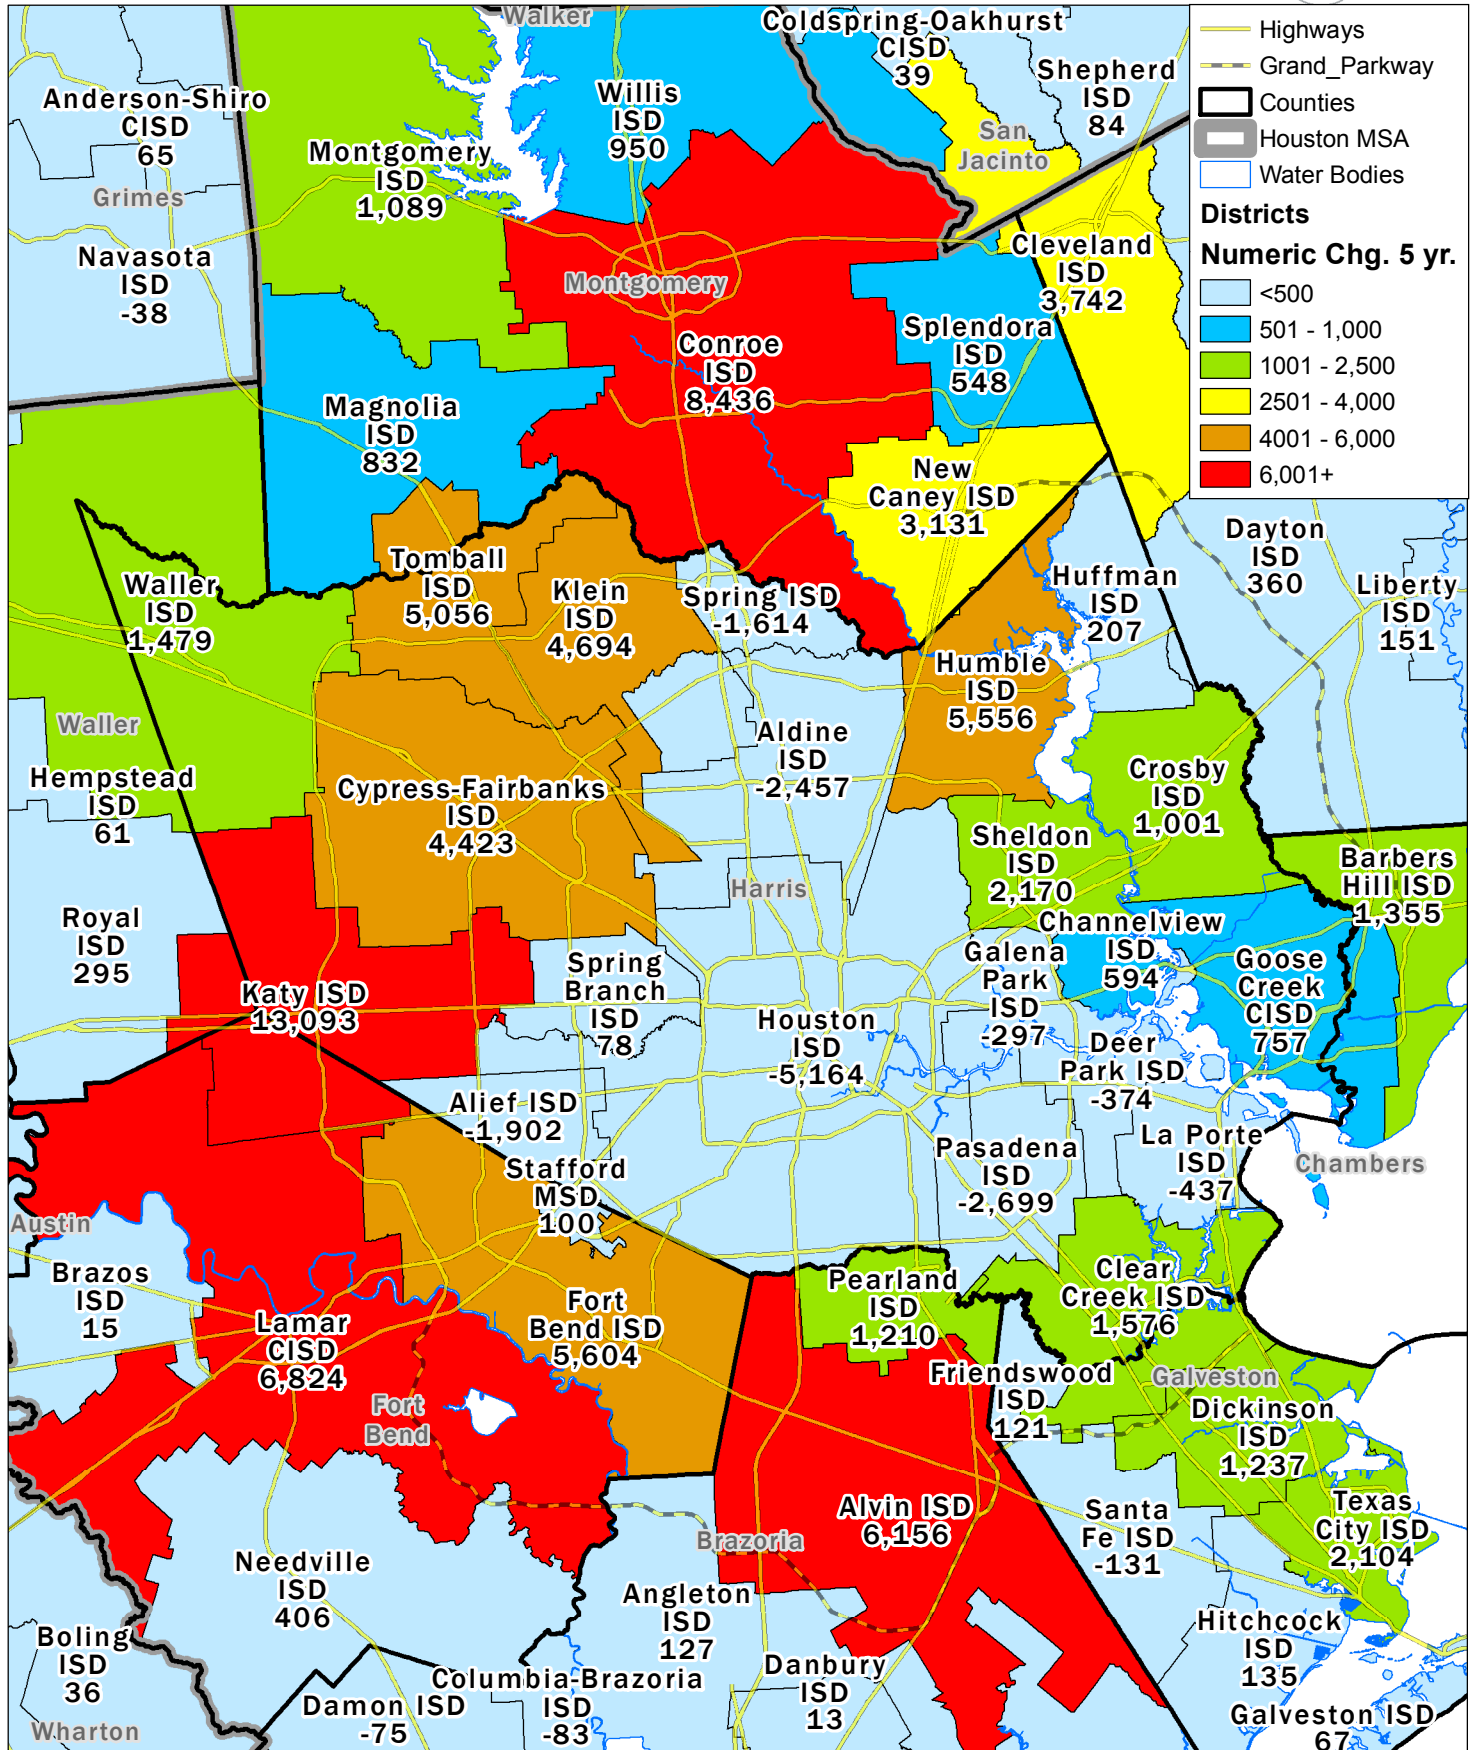 Walker
Coldspring-Oakhurst
CISD
39
Shepherd
ISD
84
San
Jacinto
Anderson-Shiro
CISD
65
Grimes
Navasota
ISD
-38
Montgomery
ISD
1,089
Willis
ISD
950
Highways
Grand_Parkway
Counties
Houston MSA
Water Bodies
Districts
Numeric Chg. 5 yr.
<500
501 - 1,000
1001 - 2,500
2501 - 4,000
4001 - 6,000
6,001+
Montgomery
Cleveland
ISD
3,742
Splendora
ISD
548
Conroe
ISD
8,436
Magnolia
ISD
832
New
Caney ISD
3,131
Dayton
ISD
360
Liberty
ISD
151
Huffman
ISD
207
Tomball
ISD
5,056
Klein
ISD
4,694
Spring ISD
-1,614
Waller
ISD
1,479
Waller
Humble
ISD
5,556
Aldine
ISD
-2,457
Hempstead
ISD
61
Cypress-Fairbanks
ISD
4,423
Crosby
ISD
1,001
Sheldon
ISD
2,170
Harris
Barbers
Hill ISD
1,355
Royal
ISD
295
Channelview
ISD
594
Galena
Park
ISD
-297
Goose
Creek
CISD
757
Katy ISD
13,093
Spring
Branch
ISD
78
Houston
ISD
-5,164
Deer
Park ISD
-374
Alief ISD
-1,902
Stafford
MSD
100
Pasadena
ISD
-2,699
La Porte
ISD
-437
Chambers
Austin
Brazos
ISD
15
Lamar
CISD
6,824
Fort
Bend ISD
5,604
Pearland
ISD
1,210
Clear
Creek ISD
1,576
Friendswood
ISD
121
Galveston
Dickinson
ISD
1,237
Fort
Bend
Alvin ISD
6,156
Santa
Fe ISD
-131
Texas
City ISD
2,104
Brazoria
Needville
ISD
406
Angleton
ISD
127
Hitchcock
ISD
135
Boling
ISD
36
Wharton
Damon ISD
-75
Columbia-Brazoria
ISD
-83
Danbury
ISD
13
Galveston ISD
67